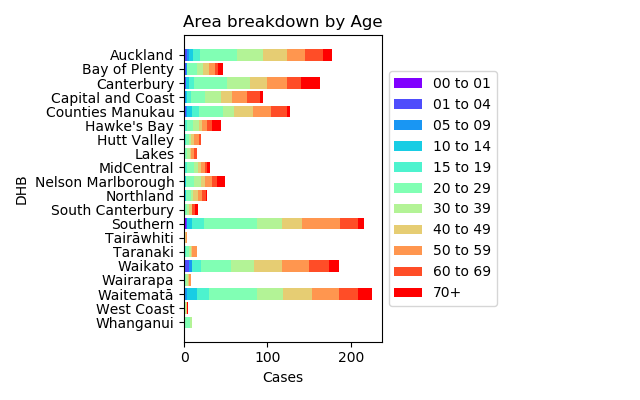 Area breakdown by Age
DHB
Auckland
Bay of Plenty
Canterbury
Capital and Coast
Counties Manukau
Hawke's Bay
Hutt Valley
Lakes
MidCentral
Nelson Marlborough
Northland
South Canterbury
Southern
Tairāwhiti
Taranaki
Waikato
Wairarapa
Waitematā
West Coast
Whanganui
0 100 200
Cases
00 to 01
01 to 04
05 to 09
10 to 14
15 to 19
20 to 29
30 to 39
40 to 49
50 to 59
60 to 69
70+